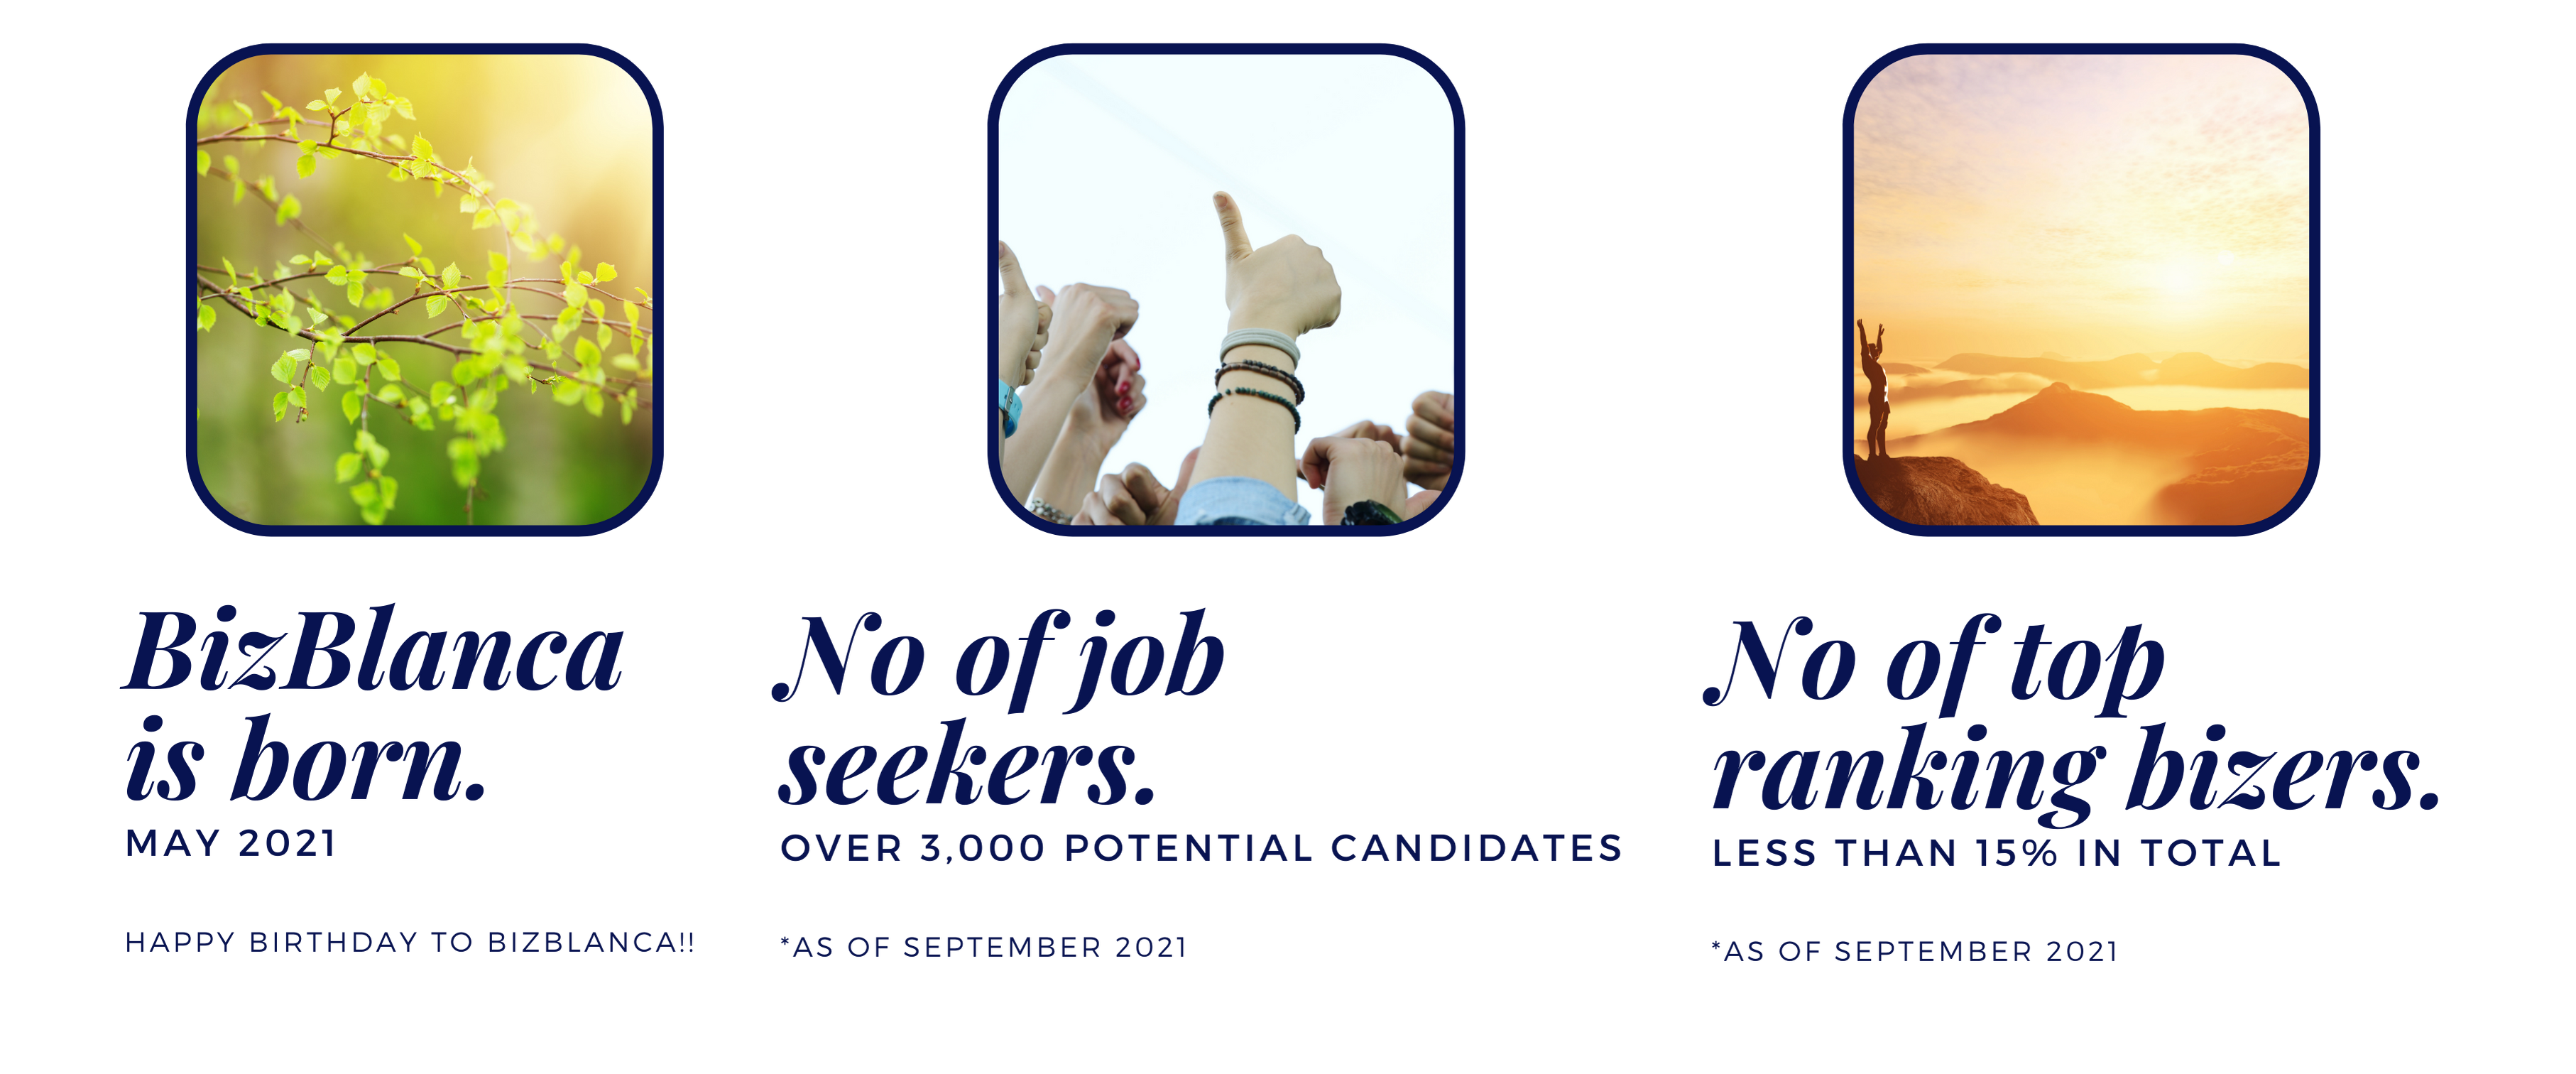 BizBlanca
is born.
MAY 2021
HAPPY BIRTHDAY TO BIZBLANCA!!
No of job
seekers.
OVER 3,000 POTENTIAL CANDIDATES
*AS OF SEPTEMBER 2021
No of top
ranking bizers.
LESS THAN 15% IN TOTAL
*AS OF SEPTEMBER 2021